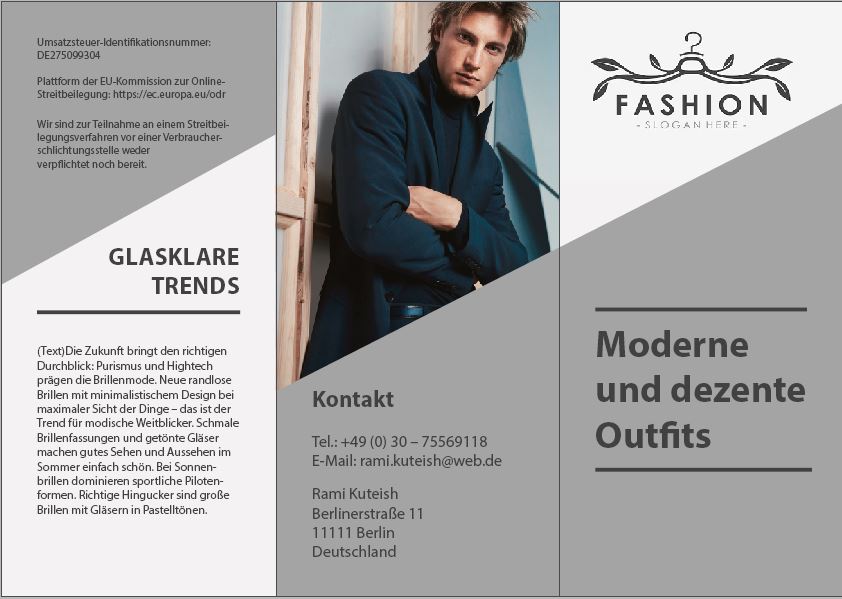 Umsatzsteuer-Identifikationsnummer:
DE275099304
Plattform der EU-Kommission zur Online-
Streitbeilegung: https://ec.europa.eu/odr
Wir sind zur Teilnahme an einem Streitbei-
legungsverfahren vor einer Verbraucher-
schlichtungsstelle weder
verpflichtet noch bereit.
GLASKLARE
TRENDS
(Text)Die Zukunft bringt den richtigen
Durchblick: Purismus und Hightech
prägen die Brillenmode. Neue randlose
Brillen mit minimalistischem Design bei
maximaler Sicht der Dinge – das ist der
Trend für modische Weitblicker. Schmale
Brillenfassungen und getönte Gläser
machen gutes Sehen und Aussehen im
Sommer einfach schön. Bei Sonnen-
brillen dominieren sportliche Piloten-
formen. Richtige Hingucker sind große
Brillen mit Gläsern in Pastelltönen.
Kontakt
Tel.: +49 (0) 30 – 75569118
E-Mail: rami.kuteish@web.de
Rami Kuteish
Berlinerstraße 11
11111 Berlin
Deutschland
FASHION
- SLOGAN HERE -
Moderne
und dezente
Outfits